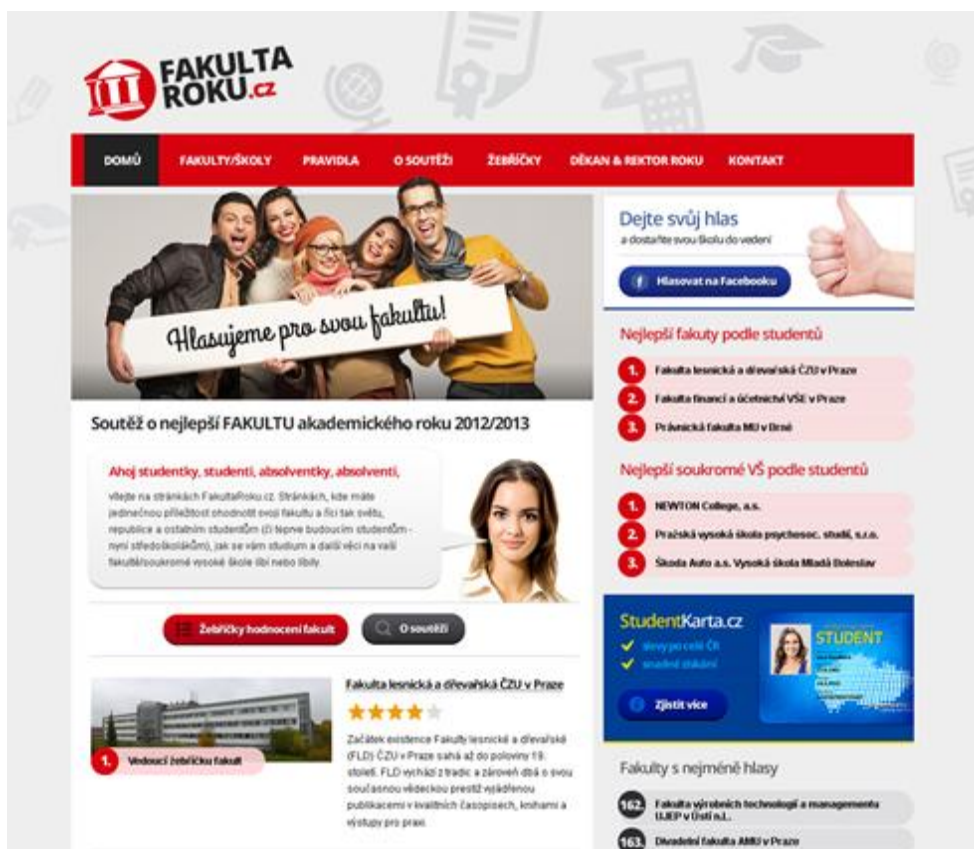 FAKULTA
ROKU.cz
DOMŮ FAKULTY/ŠKOLY PRAVIDLA O SOUTĚŽI ŽEBŘÍČKY DĚKAN & REKTOR ROKU KONTAKT
Hlasujeme pro svou fakultu!
Soutěž o nejlepší FAKULTU akademického roku 2012/2013
Ahoj studentky, studenti, absolventky, absolventi,
vítejte na stránkách FakultaRoku.cz. Stránkách, kde máte
jedinečnou příležitost ohodnotit svoji fakultu a říci tak světu,
republice a ostatním studentům (či teprve budoucím studentům -
nyní středoškolákům), jak se vám studium a další věci na vaší
fakultě/soukromé vysoké škole líbí nebo líbily.
Žebříčky hodnocení fakult
O soutěži
1. Vedoucí žebříčku fakult
Fakulta lesnická a dřevařská ČZU v Praze
Začátek existence Fakulty lesnické a dřevařské
(FLD) ČZU v Praze sahá až do poloviny 19.
století. FLD vychází z tradic a zároveň dbá o svou
současnou vědeckou prestiž vyjádřenou
publikacemi v kvalitních časopisech, knihami a
výstupy pro praxi.
Dejte svůj hlas
a dostaňte svou školu do vedení
Hlasovat na Facebooku
Nejlepší fakuty podle studentů
1. Fakulta lesnická a dřevařská ČZU v Praze
2. Fakulta financí a účetnictví VŠE v Praze
3. Právnická fakulta MU v Brně
Nejlepší soukromé VŠ podle studentů
1. NEWTON College, a.s.
2. Pražská vysoká škola psychosoc. studií, s.r.o.
3. Škoda Auto a.s. Vysoká škola Mladá Boleslav
StudentKarta.cz
slevy po celé ČR
snadné získání
Zjistit více
STUDENT
Fakulty s nejméně hlasy
162. Fakulta výrobních technologií a managementu
UJEP v Ústí n.L.
163. Divadelní fakulta AMU v Praze